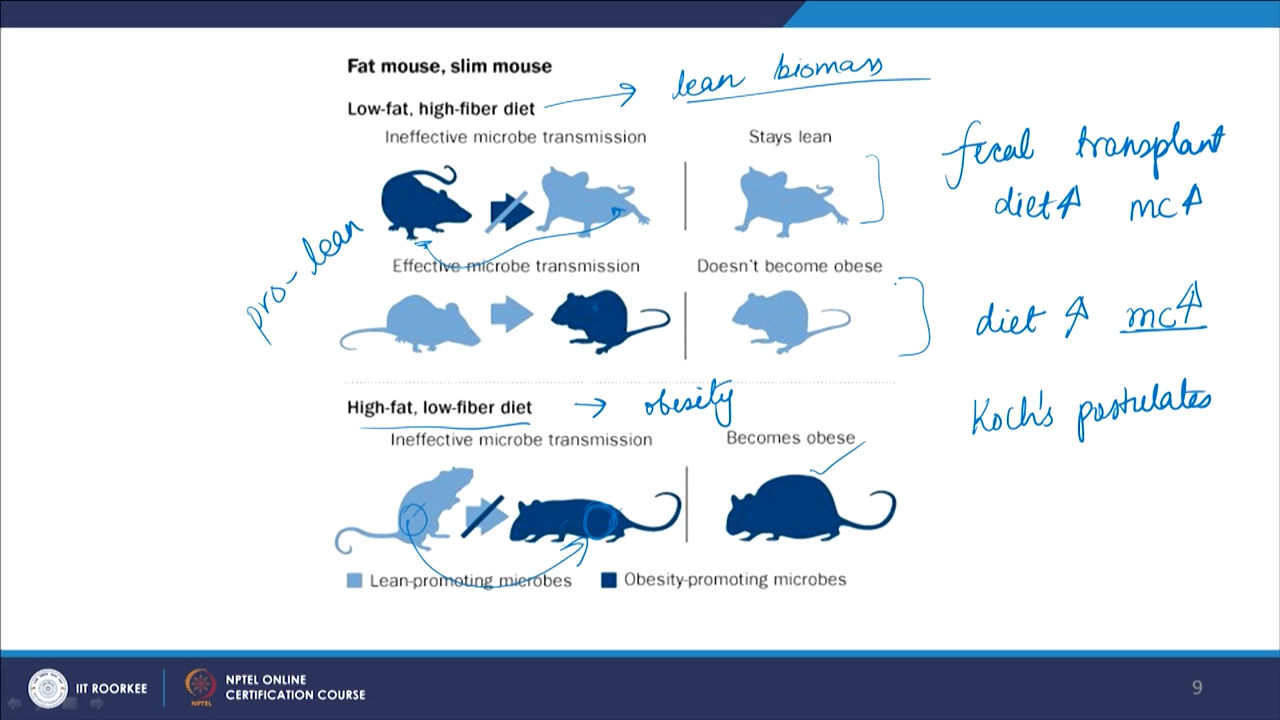 Fat mouse, slim mouse
Low-fat, high-fiber diet → lean biomass
Ineffective microbe transmission
Stays lean
fecal transplant
diet↑ mc↑
pro-lean
Effective microbe transmission
Doesn't become obese
diet ↑ mc↑
High-fat, low-fiber diet → obesity
Koch's postulates
Ineffective microbe transmission
Becomes obese
Lean-promoting microbes
Obesity-promoting microbes
IIT ROORKEE
NPTEL
NPTEL ONLINE
CERTIFICATION COURSE
9